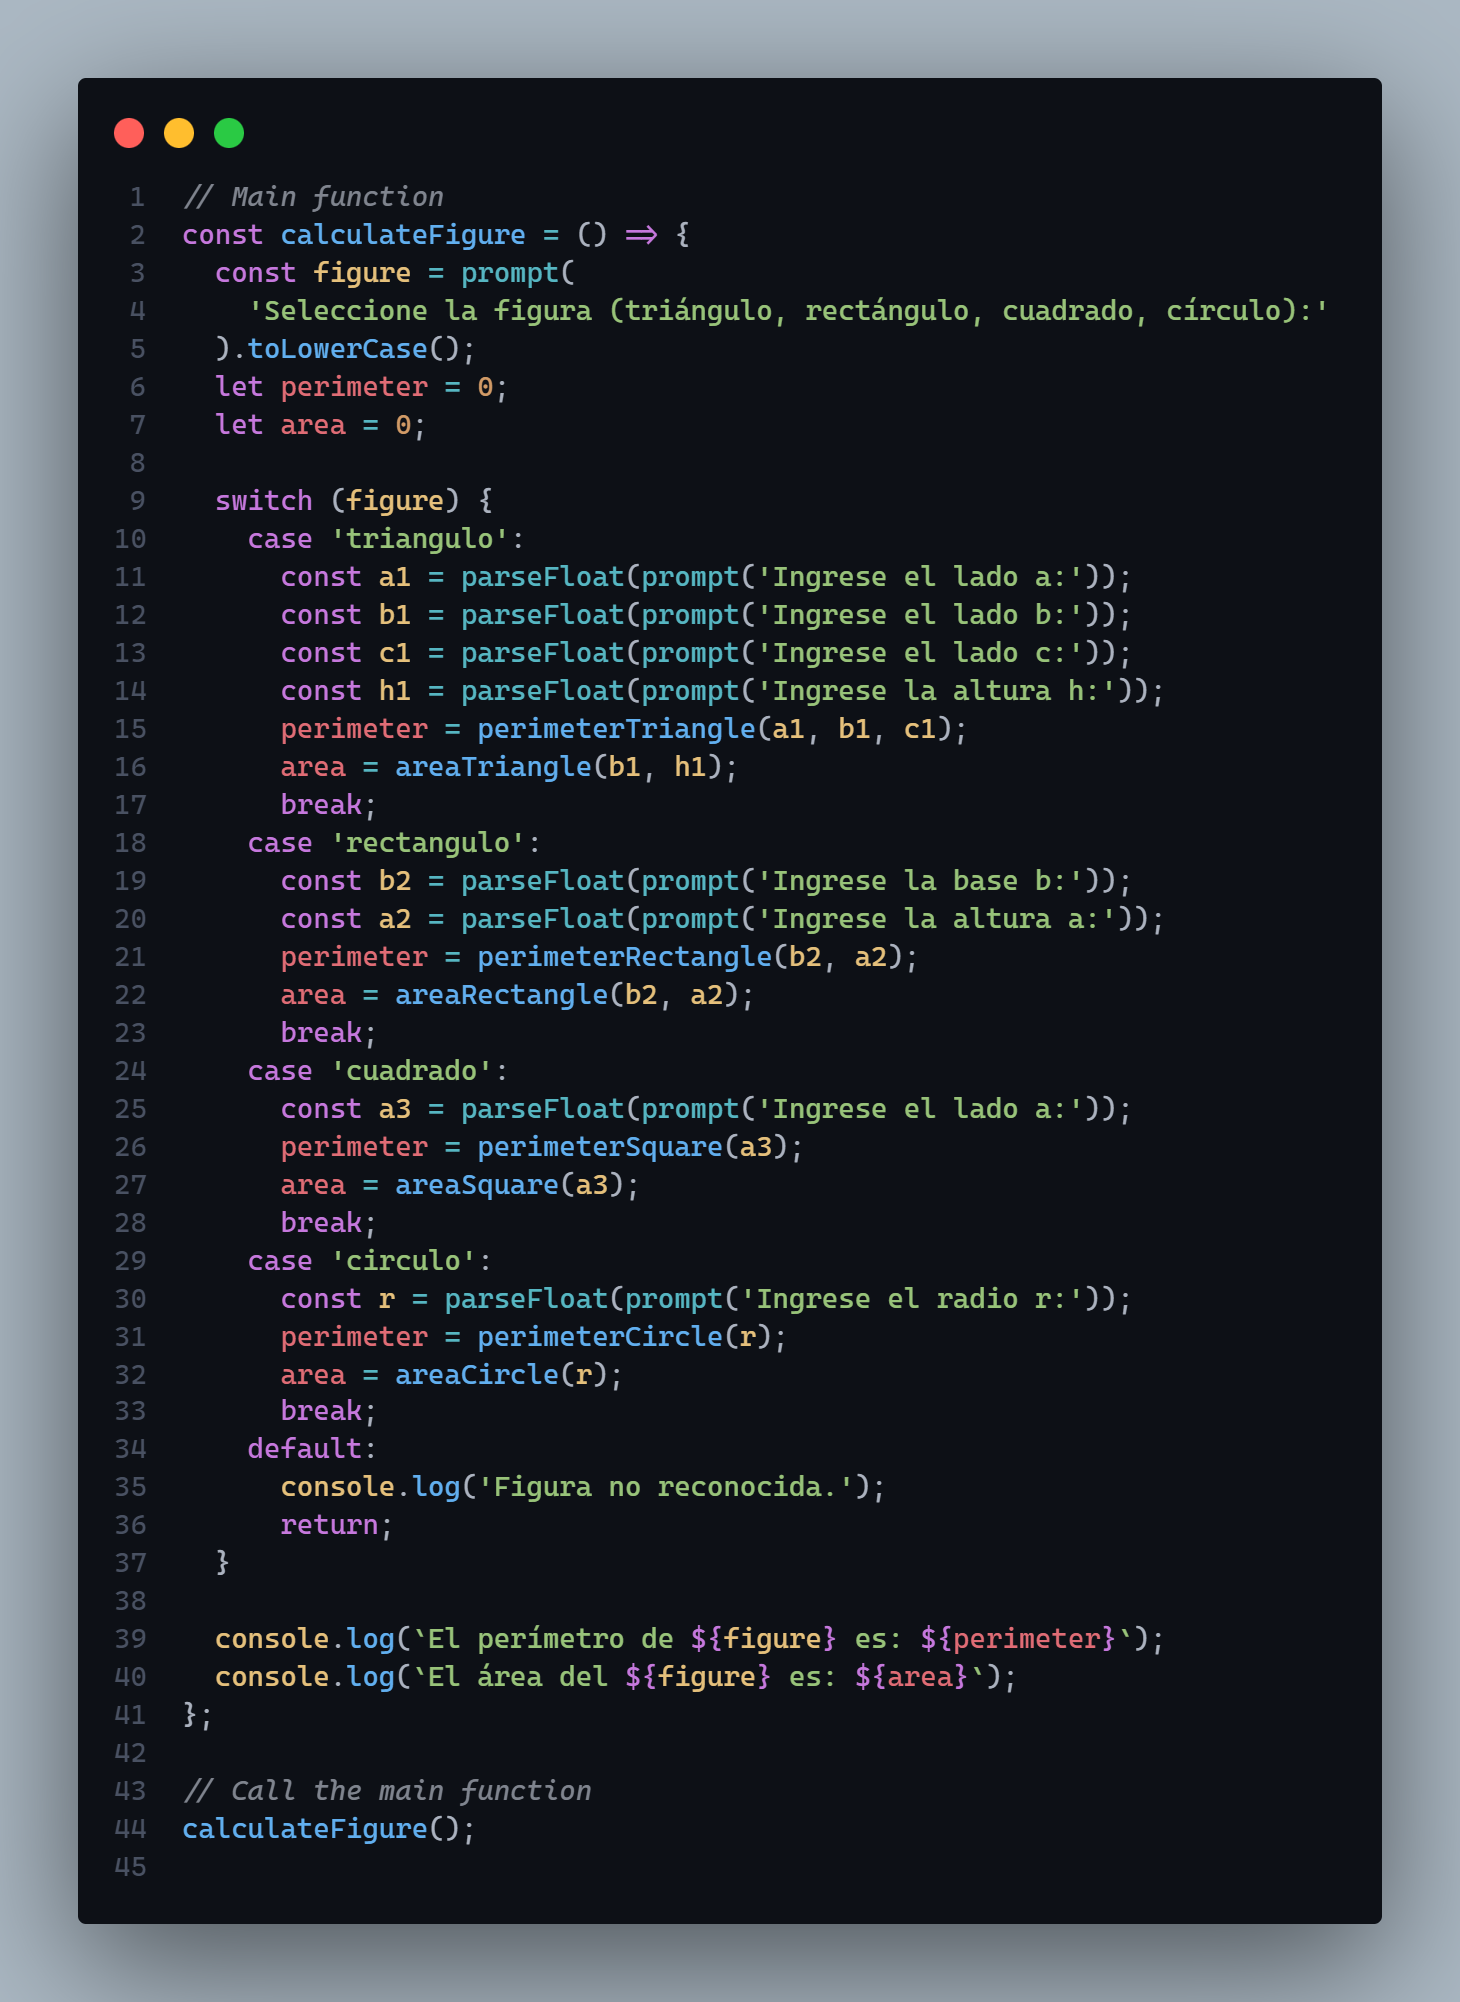 1 // Main function
2 const calculateFigure = () => {
3   const figure = prompt(
4     'Seleccione la figura (triángulo, rectángulo, cuadrado, círculo):'
5   ).toLowerCase();
6   let perimeter = 0;
7   let area = 0;
8
9   switch (figure) {
10     case 'triangulo':
11       const a1 = parseFloat(prompt('Ingrese el lado a:'));
12       const b1 = parseFloat(prompt('Ingrese el lado b:'));
13       const c1 = parseFloat(prompt('Ingrese el lado c:'));
14       const h1 = parseFloat(prompt('Ingrese la altura h:'));
15       perimeter = perimeterTriangle(a1, b1, c1);
16       area = areaTriangle(b1, h1);
17       break;
18     case 'rectangulo':
19       const b2 = parseFloat(prompt('Ingrese la base b:'));
20       const a2 = parseFloat(prompt('Ingrese la altura a:'));
21       perimeter = perimeterRectangle(b2, a2);
22       area = areaRectangle(b2, a2);
23       break;
24     case 'cuadrado':
25       const a3 = parseFloat(prompt('Ingrese el lado a:'));
26       perimeter = perimeterSquare(a3);
27       area = areaSquare(a3);
28       break;
29     case 'circulo':
30       const r = parseFloat(prompt('Ingrese el radio r:'));
31       perimeter = perimeterCircle(r);
32       area = areaCircle(r);
33       break;
34     default:
35       console.log('Figura no reconocida.');
36       return;
37   }
38
39   console.log(`El perímetro de ${figure} es: ${perimeter}`);
40   console.log(`El área del ${figure} es: ${area}`);
41 };
42
43 // Call the main function
44 calculateFigure();
45